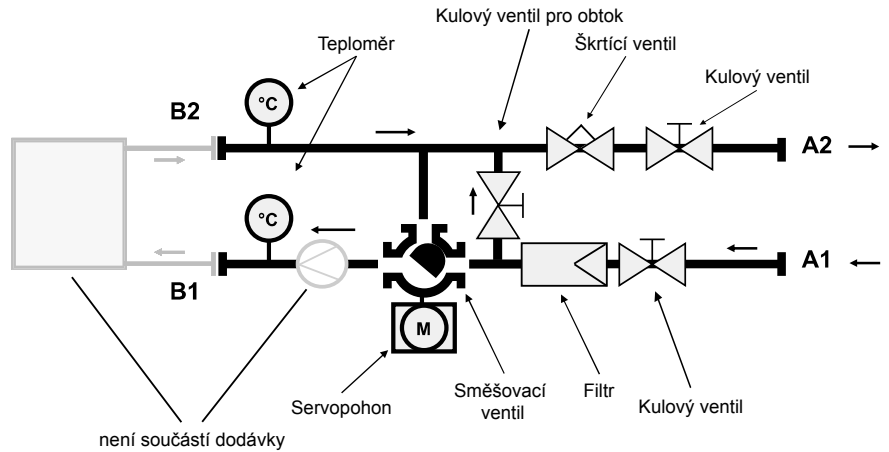 Kulový ventil pro obtok
Teploměr
Škrtící ventil
Kulový ventil
°C
B2
A2
°C
B1
A1
M
Servopohon
Směšovací
ventil
Filtr
Kulový ventil
není součástí dodávky